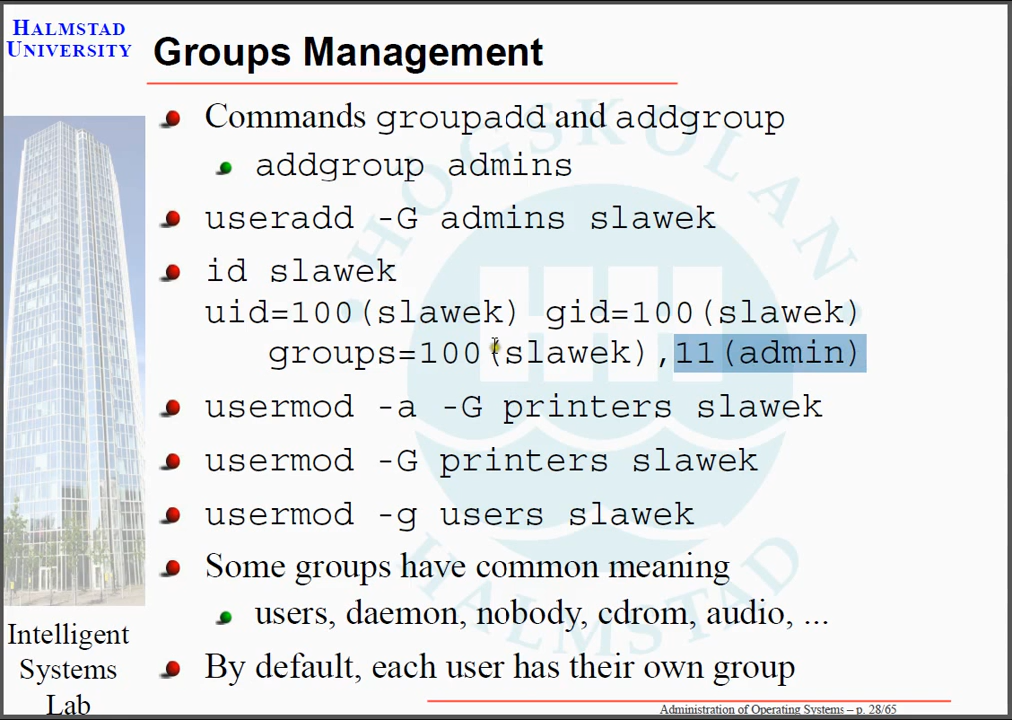 HALMSTAD
UNIVERSITY
Groups Management
Commands groupadd and addgroup
addgroup admins
useradd -G admins slawek
id slawek
uid=100(slawek) gid=100(slawek)
groups=100(slawek),11(admin)
usermod -a -G printers slawek
usermod -G printers slawek
usermod -g users slawek
Some groups have common meaning
users, daemon, nobody, cdrom, audio, ...
By default, each user has their own group
Intelligent
Systems
Lab
Administration of Operating Systems – p. 28/65
HÖGSKOLAN
HALMSTAD